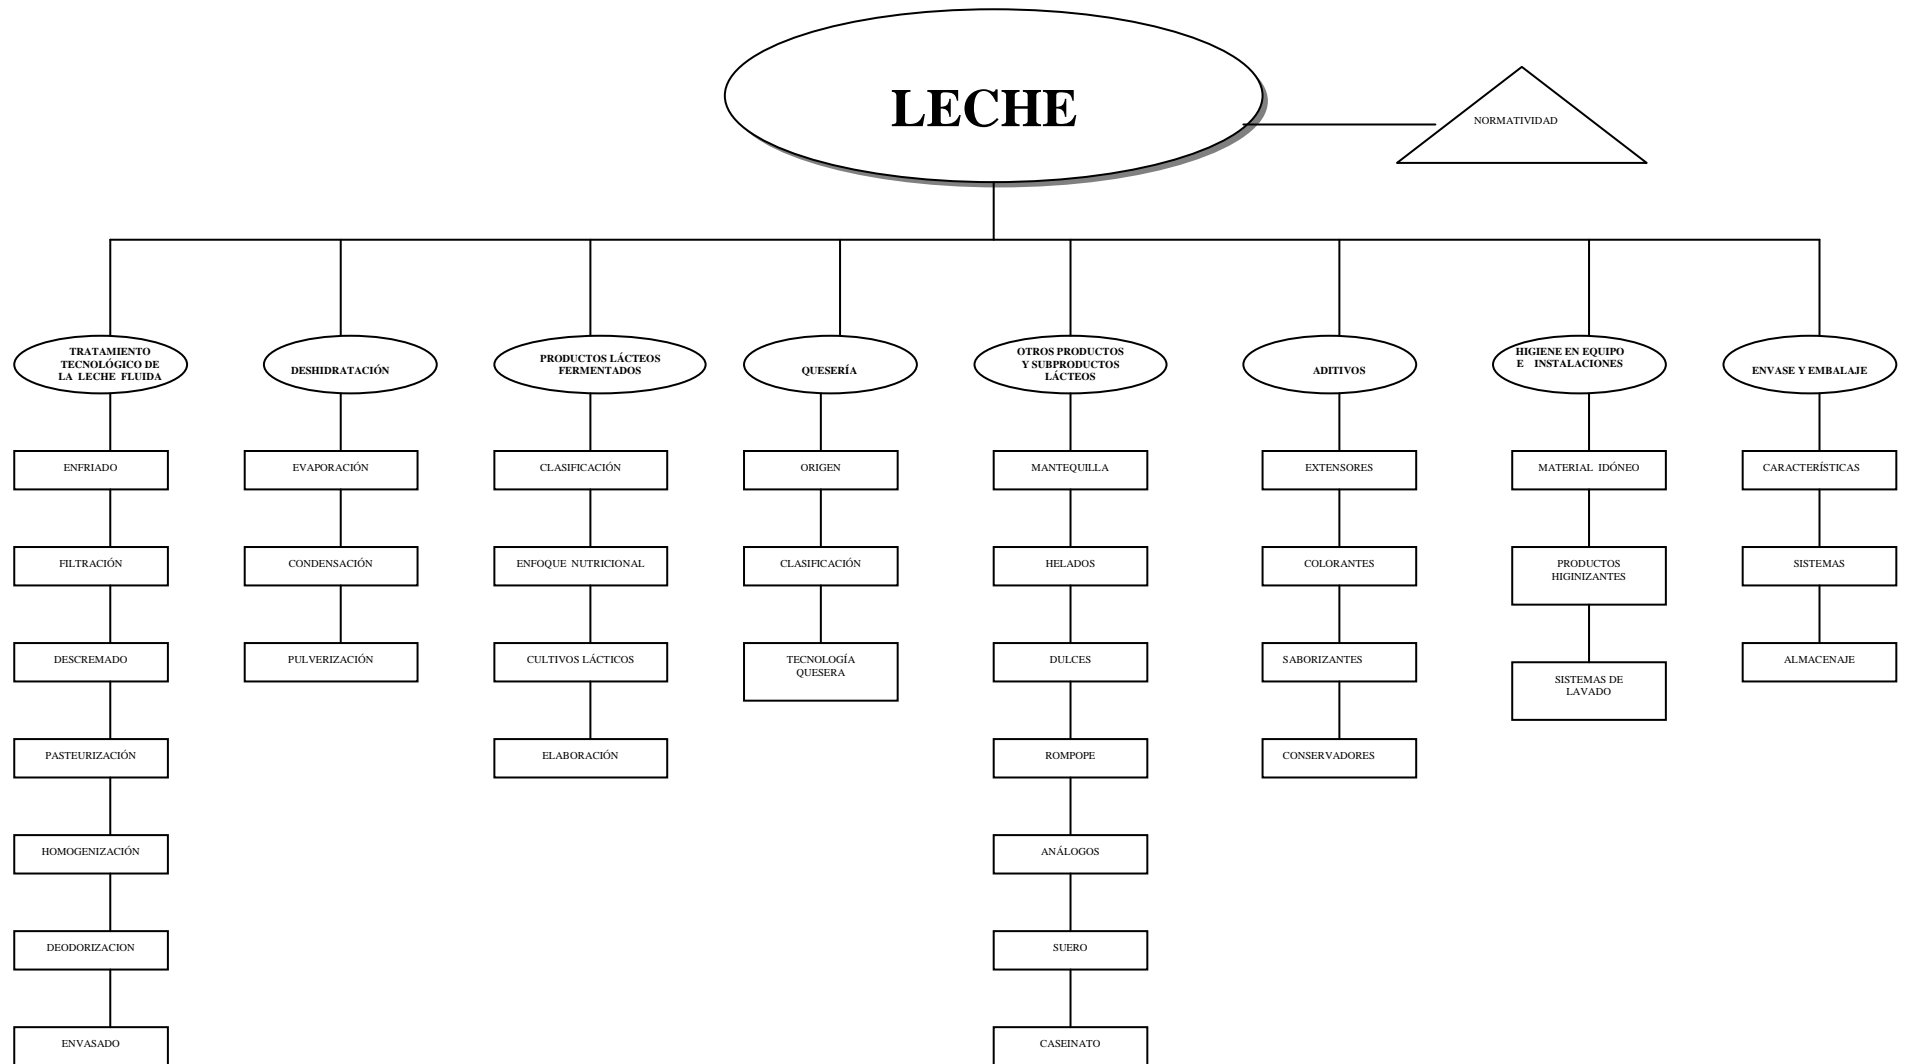 LECHE
NORMATIVIDAD
TRATAMIENTO
TECNOLÓGICO DE
LA LECHE FLUIDA
ENFRIADO
FILTRACIÓN
DESCREMADO
PASTEURIZACIÓN
HOMOGENIZACIÓN
DEODORIZACION
ENVASADO
DESHIDRATACIÓN
EVAPORACIÓN
CONDENSACIÓN
PULVERIZACIÓN
PRODUCTOS LÁCTEOS
FERMENTADOS
CLASIFICACIÓN
ENFOQUE NUTRICIONAL
CULTIVOS LÁCTICOS
ELABORACIÓN
QUESERÍA
ORIGEN
CLASIFICACIÓN
TECNOLOGÍA
QUESERA
OTROS PRODUCTOS
Y SUBPRODUCTOS
LÁCTEOS
MANTEQUILLA
HELADOS
DULCES
ROMPOPE
ANÁLOGOS
SUERO
CASEINATO
ADITIVOS
EXTENSORES
COLORANTES
SABORIZANTES
CONSERVADORES
HIGIENE EN EQUIPO
E INSTALACIONES
MATERIAL IDÓNEO
PRODUCTOS
HIGINIZANTES
SISTEMAS DE
LAVADO
ENVASE Y EMBALAJE
CARACTERÍSTICAS
SISTEMAS
ALMACENAJE